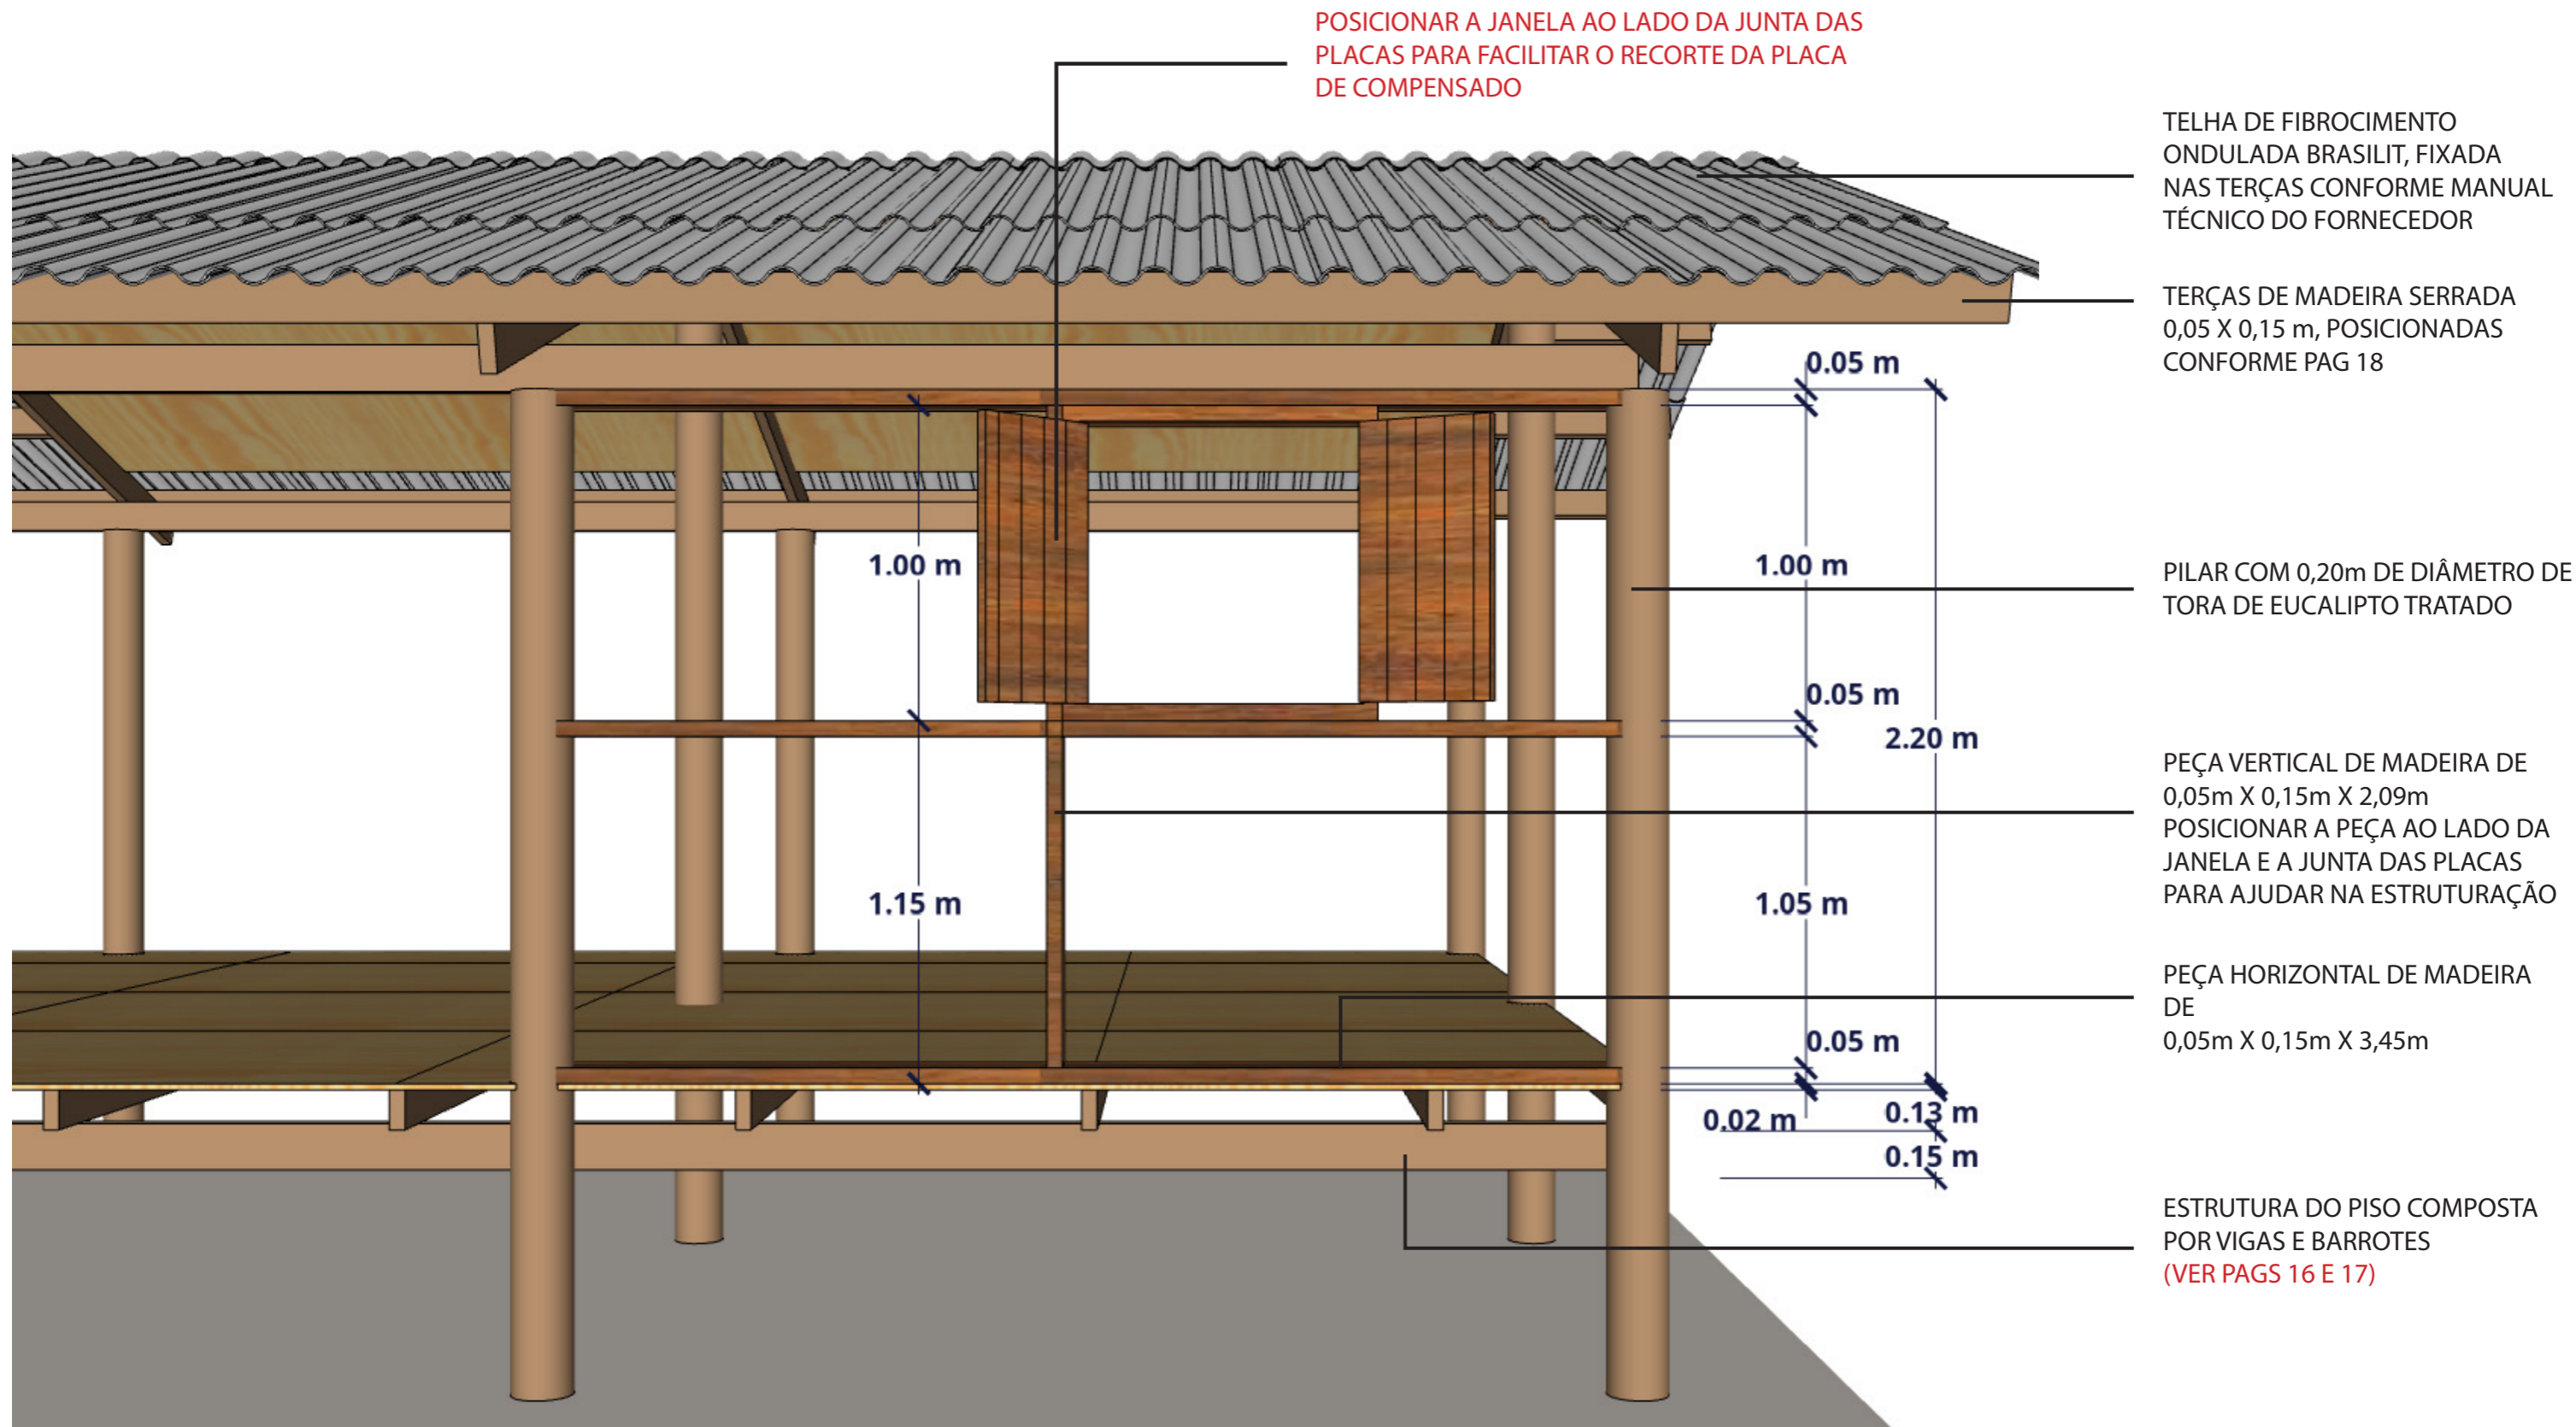 POSICIONAR A JANELA AO LADO DA JUNTA DAS
PLACAS PARA FACILITAR O RECORTE DA PLACA
DE COMPENSADO
TELHA DE FIBROCIMENTO
ONDULADA BRASILIT, FIXADA
NAS TERÇAS CONFORME MANUAL
TÉCNICO DO FORNECEDOR
TERÇAS DE MADEIRA SERRADA
0,05 X 0,15 m, POSICIONADAS
CONFORME PAG 18
0.05 m
1.00 m
1.00 m
PILAR COM 0,20m DE DIÂMETRO DE
TORA DE EUCALIPTO TRATADO
0.05 m
2.20 m
PEÇA VERTICAL DE MADEIRA DE
0,05m X 0,15m X 2,09m
POSICIONAR A PEÇA AO LADO DA
JANELA E A JUNTA DAS PLACAS
PARA AJUDAR NA ESTRUTURAÇÃO
1.15 m
1.05 m
PEÇA HORIZONTAL DE MADEIRA
DE
0,05m X 0,15m X 3,45m
0.05 m
0.02 m
0.13 m
0.15 m
ESTRUTURA DO PISO COMPOSTA
POR VIGAS E BARROTES
(VER PAGS 16 E 17)